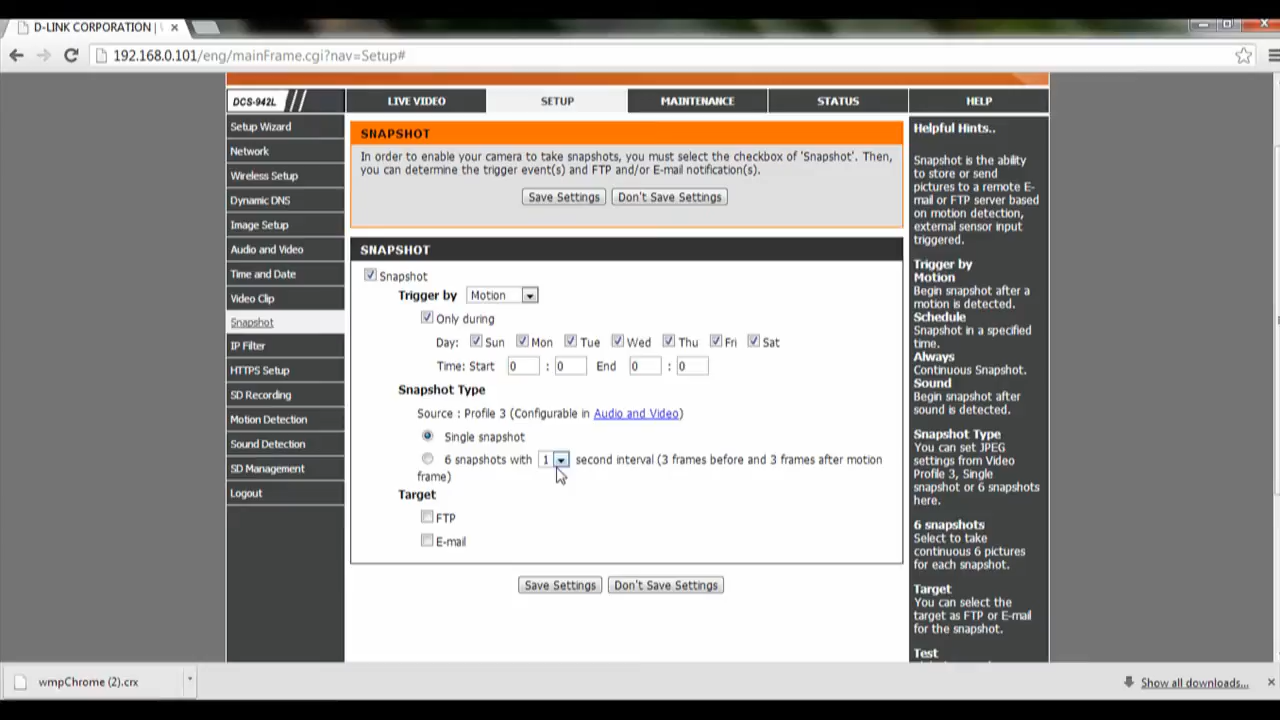 D-LINK CORPORATION |
192.168.0.101/eng/mainFrame.cgi?nav=Setup#
DCS-942L
LIVE VIDEO
SETUP
MAINTENANCE
STATUS
HELP
Setup Wizard
Network
Wireless Setup
Dynamic DNS
Image Setup
Audio and Video
Time and Date
Video Clip
Snapshot
IP Filter
HTTPS Setup
SD Recording
Motion Detection
Sound Detection
SD Management
Logout
SNAPSHOT
In order to enable your camera to take snapshots, you must select the checkbox of 'Snapshot'. Then,
you can determine the trigger event(s) and FTP and/or E-mail notification(s).
Save Settings Don't Save Settings
SNAPSHOT
Snapshot
Trigger by Motion
Only during
Day: Sun Mon Tue Wed Thu Fri Sat
Time: Start 0 : 0 End 0 : 0
Snapshot Type
Source : Profile 3 (Configurable in Audio and Video)
Single snapshot
6 snapshots with 1 second interval (3 frames before and 3 frames after motion
frame)
Target
FTP
E-mail
Save Settings Don't Save Settings
Helpful Hints..
Snapshot is the ability
to store or send
pictures to a remote E-
mail or FTP server based
on motion detection,
external sensor input
triggered.
Trigger by
Motion
Begin snapshot after a
motion is detected.
Schedule
Snapshot in a specified
time.
Always
Continuous Snapshot.
Sound
Begin snapshot after
sound is detected.
Snapshot Type
You can set JPEG
settings from Video
Profile 3, Single
snapshot or 6 snapshots
here.
6 snapshots
Select to take
continuous 6 pictures
for each snapshot.
Target
You can select the
target as FTP or E-mail
for the snapshot.
Test
wmpChrome (2).crx
Show all downloads...